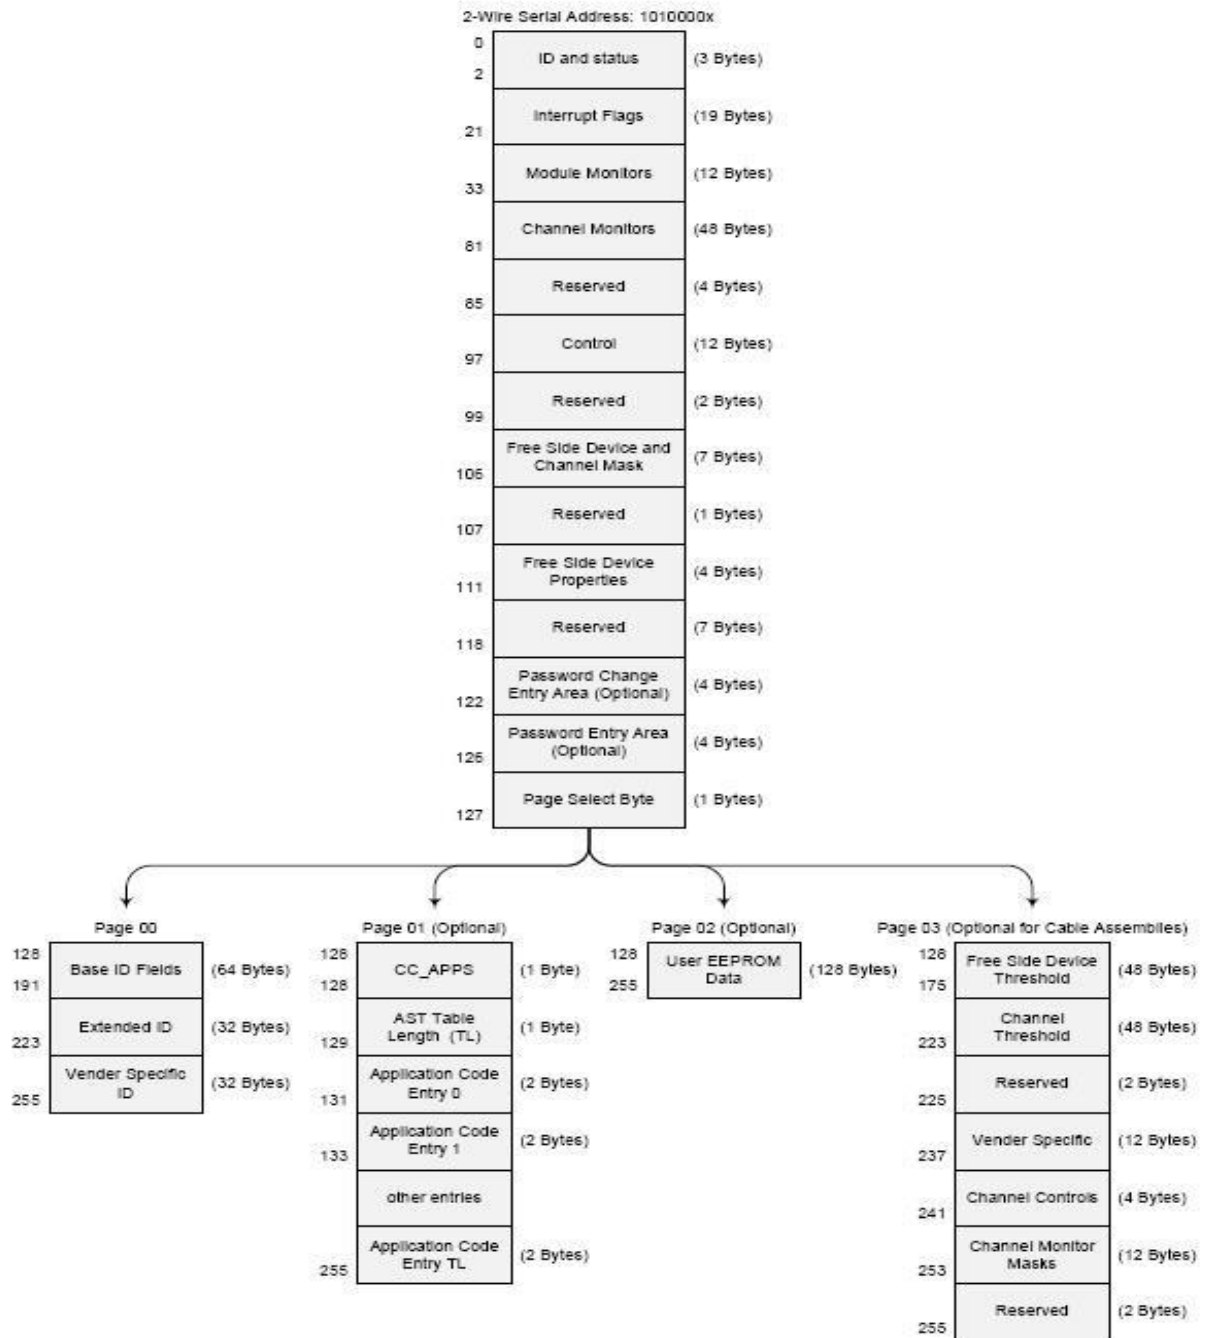 2-Wire Serial Address: 1010000x
0
2
ID and status
(3 Bytes)
Interrupt Flags
(19 Bytes)
21
Module Monitors
(12 Bytes)
33
Channel Monitors
(48 Bytes)
81
Reserved
(4 Bytes)
85
Control
(12 Bytes)
97
Reserved
(2 Bytes)
99
Free Side Device and
Channel Mask
(7 Bytes)
106
Reserved
(1 Bytes)
107
Free Side Device
Properties
(4 Bytes)
111
Reserved
(7 Bytes)
118
Password Change
Entry Area (Optional)
(4 Bytes)
122
Password Entry Area
(Optional)
(4 Bytes)
126
Page Select Byte
(1 Bytes)
127
Page 00
128
191
Base ID Fields
(64 Bytes)
Extended ID
(32 Bytes)
223
Vender Specific
ID
(32 Bytes)
255
Page 01 (Optional)
128
128
CC_APPS
(1 Byte)
AST Table
Length (TL)
(1 Byte)
129
Application Code
Entry 0
(2 Bytes)
131
Application Code
Entry 1
(2 Bytes)
133
other entries
Application Code
Entry TL
(2 Bytes)
255
Page 02 (Optional)
128
255
User EEPROM
Data
(128 Bytes)
Page 03 (Optional for Cable Assemblies)
128
175
Free Side Device
Threshold
(48 Bytes)
Channel
Threshold
(48 Bytes)
223
Reserved
(2 Bytes)
225
Vender Specific
(12 Bytes)
237
Channel Controls
(4 Bytes)
241
Channel Monitor
Masks
(12 Bytes)
253
Reserved
(2 Bytes)
255